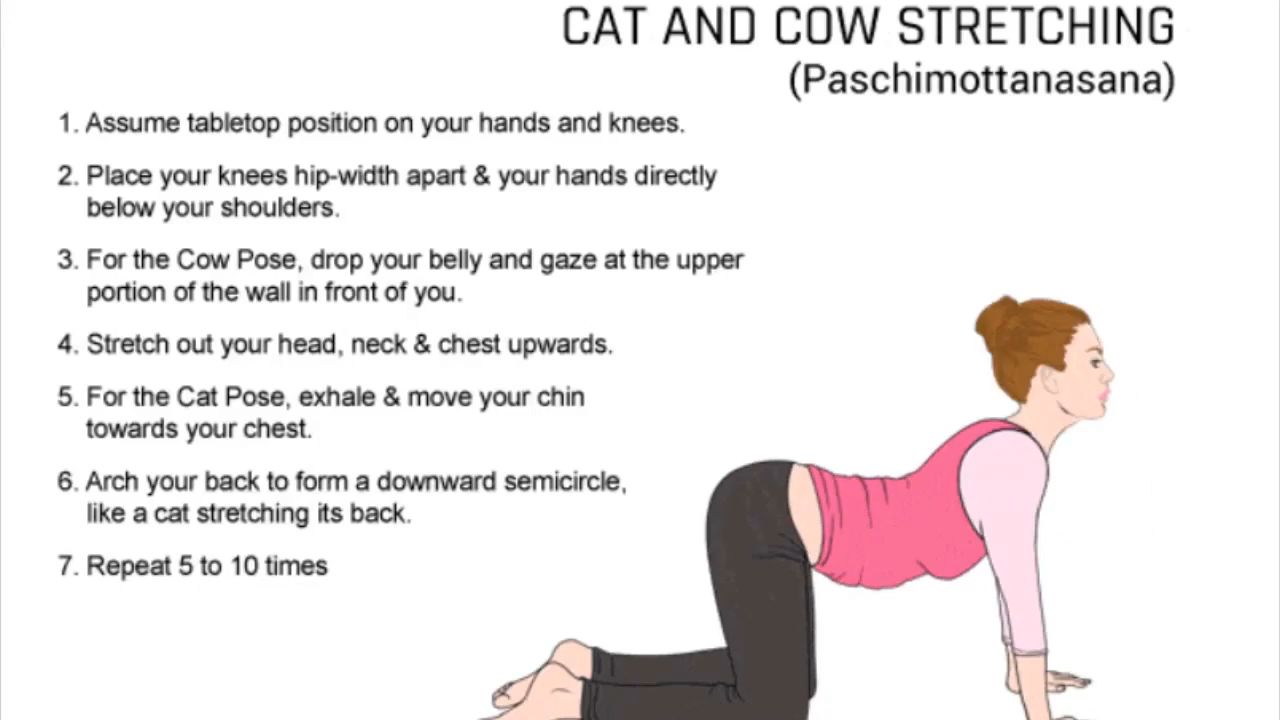 CAT AND COW STRETCHING
(Paschimottanasana)
1. Assume tabletop position on your hands and knees.
2. Place your knees hip-width apart & your hands directly
below your shoulders.
3. For the Cow Pose, drop your belly and gaze at the upper
portion of the wall in front of you.
4. Stretch out your head, neck & chest upwards.
5. For the Cat Pose, exhale & move your chin
towards your chest.
6. Arch your back to form a downward semicircle,
like a cat stretching its back.
7. Repeat 5 to 10 times